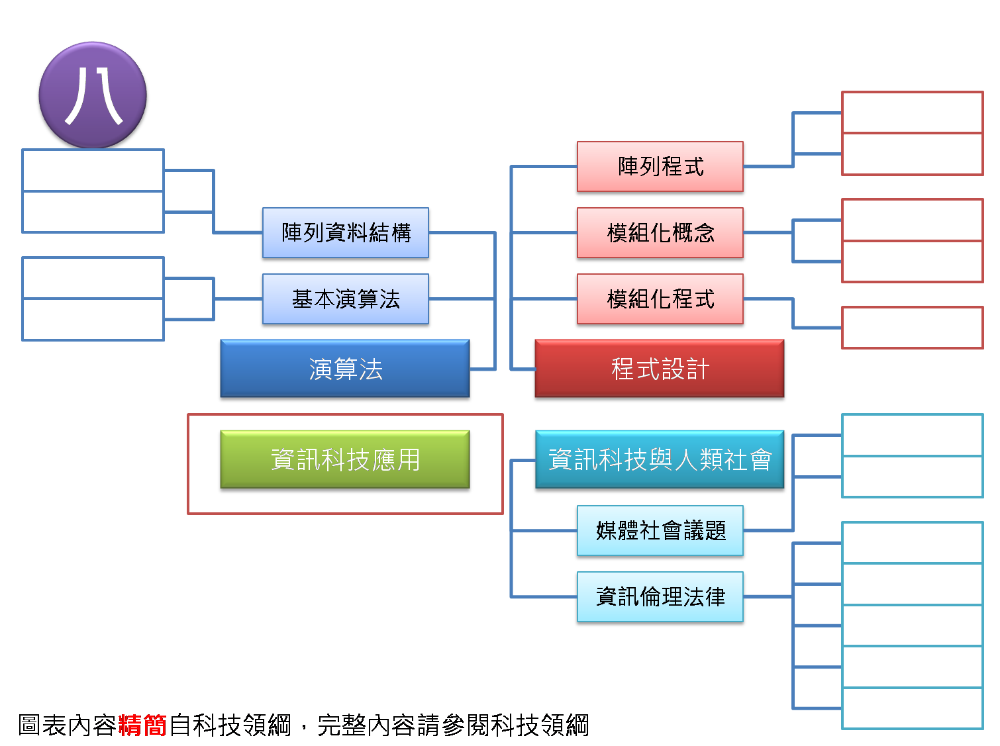 八
陣列資料結構
基本演算法
演算法
陣列程式
模組化概念
模組化程式
程式設計
資訊科技應用
資訊科技與人類社會
媒體社會議題
資訊倫理法律
圖表內容精簡自科技領綱，完整內容請參閱科技領綱